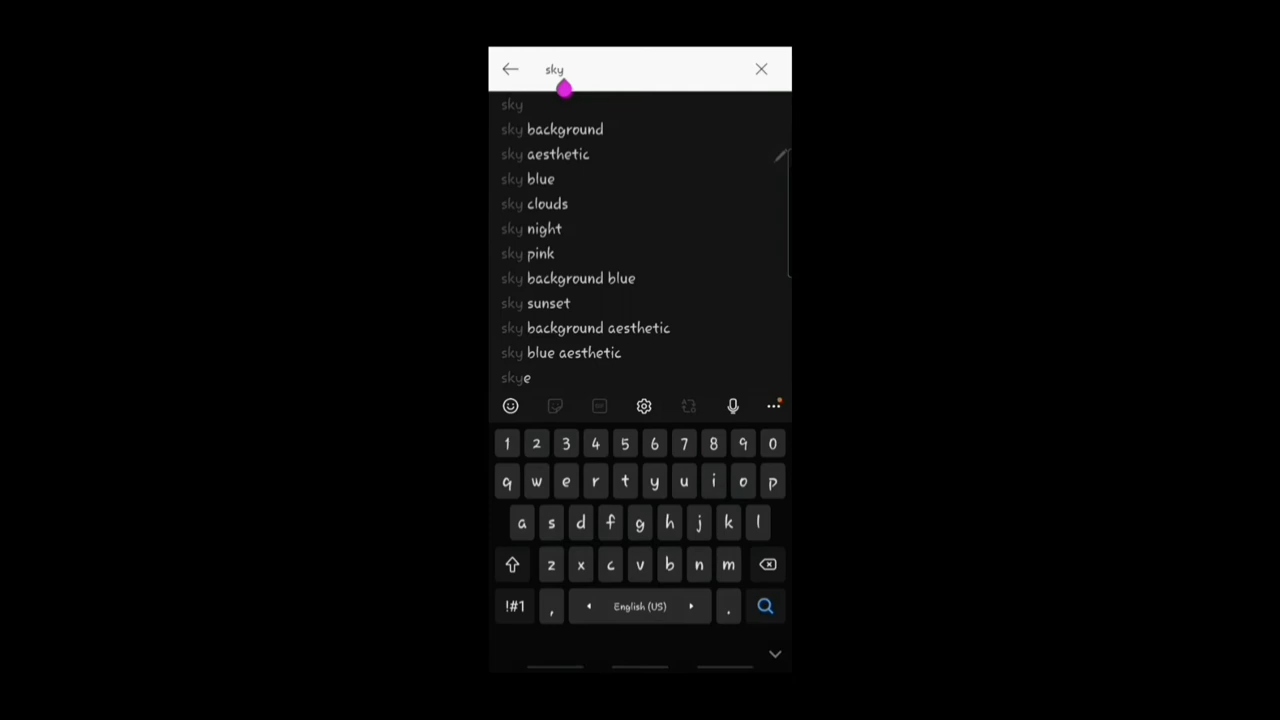 sky
sky
sky background
sky aesthetic
sky blue
sky clouds
sky night
sky pink
sky background blue
sky sunset
sky background aesthetic
sky blue aesthetic
skye
1 2 3 4 5 6 7 8 9 0
q w e r t y u i o p
a s d f g h j k l
z x c v b n m
!#1 , English (US) .